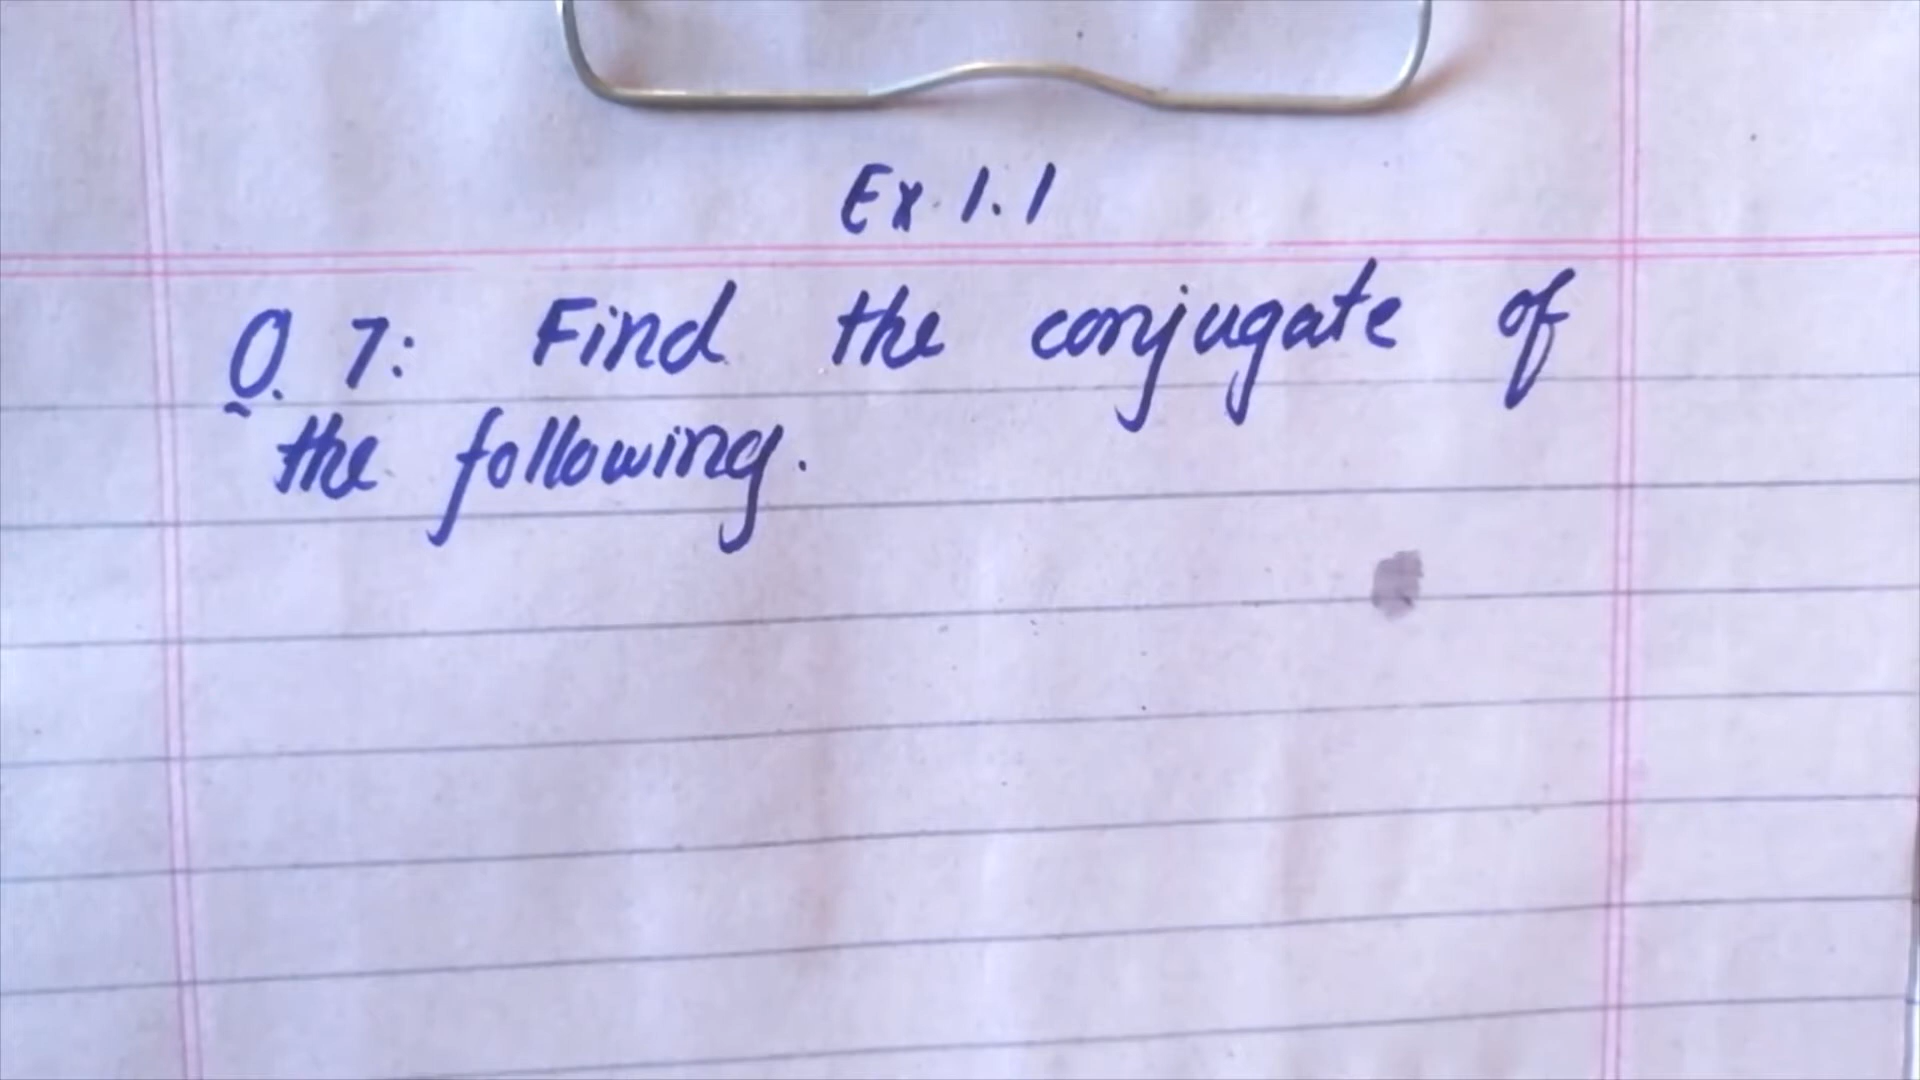 Ex. 1.1
Q. 7: Find the conjugate of
the following.